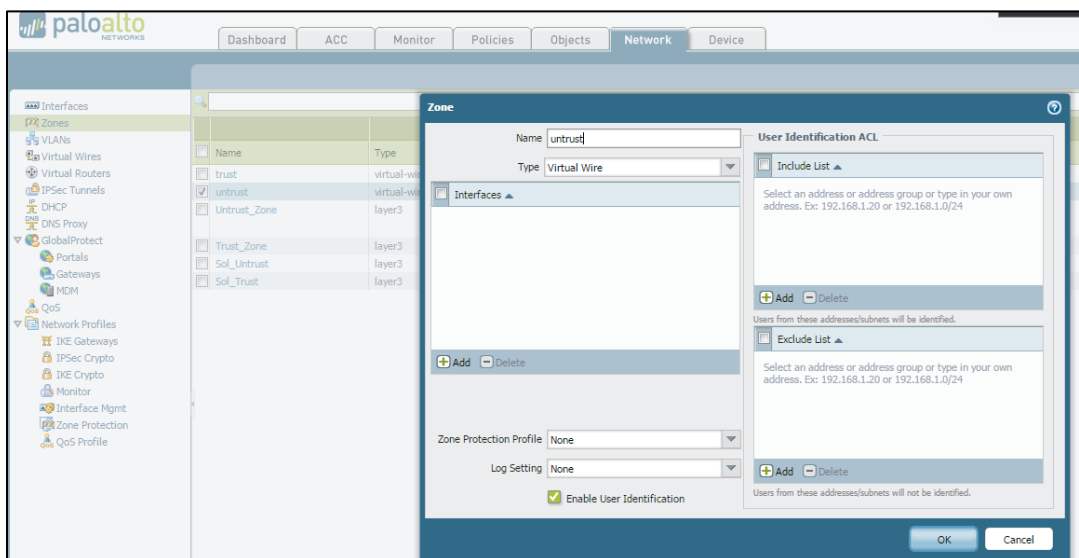 paloalto
NETWORKS
Dashboard ACC Monitor Policies Objects Network Device
Interfaces
Zones
VLANs
Virtual Wires
Virtual Routers
IPSec Tunnels
DHCP
DNS Proxy
GlobalProtect
Portals
Gateways
MDM
QoS
Network Profiles
IKE Gateways
IPSec Crypto
IKE Crypto
Monitor
Interface Mgmt
Zone Protection
QoS Profile
Name Type
trust virtual-wi
untrust virtual-wi
Untrust_Zone layer3
Trust_Zone layer3
Sol_Untrust layer3
Sol_Trust layer3
Zone
Name untrust
Type Virtual Wire
Interfaces
Add Delete
Zone Protection Profile None
Log Setting None
Enable User Identification
User Identification ACL
Include List
Select an address or address group or type in your own
address. Ex: 192.168.1.20 or 192.168.1.0/24
Add Delete
Users from these addresses/subnets will be identified.
Exclude List
Select an address or address group or type in your own
address. Ex: 192.168.1.20 or 192.168.1.0/24
Add Delete
Users from these addresses/subnets will not be identified.
OK Cancel